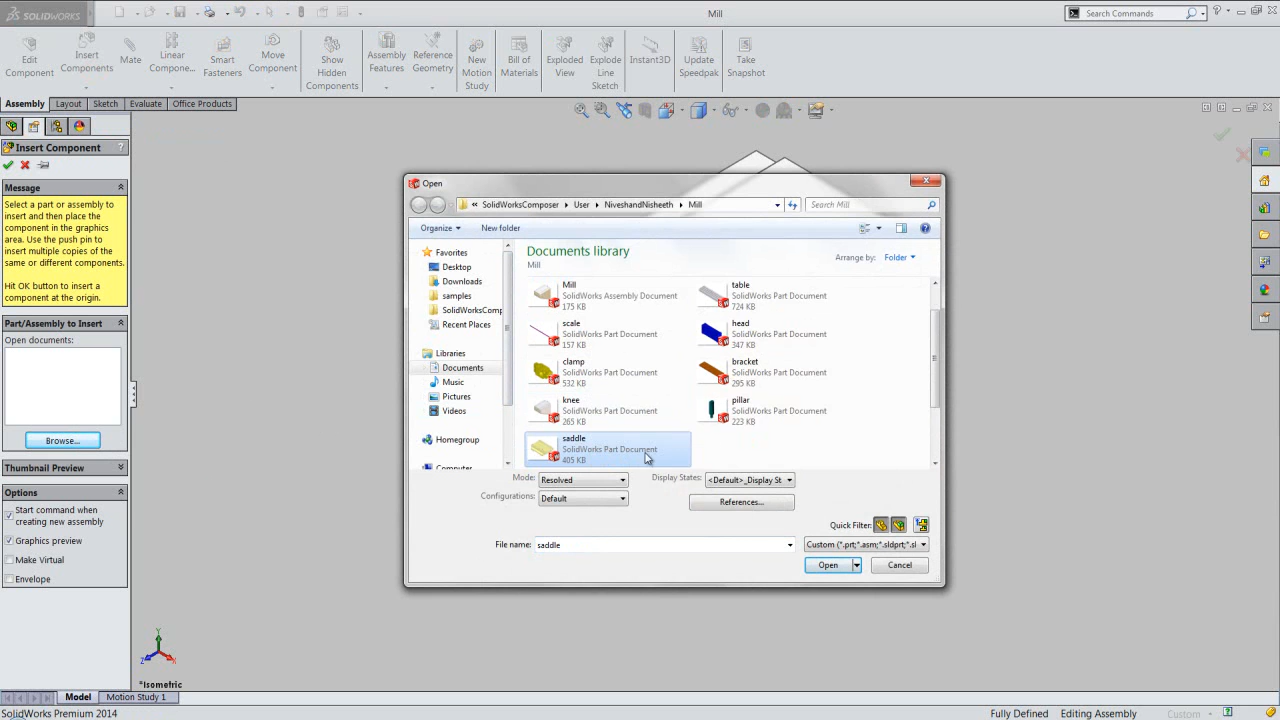 SOLIDWORKS
Mill
Search Commands
Edit
Component
Insert
Components
Mate
Linear
Compone...
Smart
Fasteners
Move
Component
Show
Hidden
Components
Assembly
Features
Reference
Geometry
New
Motion
Study
Bill of
Materials
Exploded
View
Explode
Line
Sketch
Instant3D
Update
Speedpak
Take
Snapshot
Assembly
Layout
Sketch
Evaluate
Office Products
Insert Component
?
Message
Select a part or assembly to
insert and then place the
component in the graphics
area. Use the push pin to
insert multiple copies of the
same or different components.
Hit OK button to insert a
component at the origin.
Part/Assembly to Insert
Open documents:
Browse...
Thumbnail Preview
Options
Start command when
creating new assembly
Graphics preview
Make Virtual
Envelope
Open
« SolidWorksComposer
User
NiveshandNisheeth
Mill
Search Mill
Organize
New folder
Favorites
Desktop
Downloads
samples
SolidWorksComp
Recent Places
Libraries
Documents
Music
Pictures
Videos
Homegroup
Computer
Documents library
Mill
Arrange by: Folder
Mill
SolidWorks Assembly Document
175 KB
table
SolidWorks Part Document
724 KB
scale
SolidWorks Part Document
157 KB
head
SolidWorks Part Document
347 KB
clamp
SolidWorks Part Document
532 KB
bracket
SolidWorks Part Document
295 KB
knee
SolidWorks Part Document
265 KB
pillar
SolidWorks Part Document
223 KB
saddle
SolidWorks Part Document
405 KB
Mode: Resolved
Display States: <Default>_Display St
Configurations: Default
References...
Quick Filter:
File name: saddle
Custom (*.prt;*.asm;*.sldprt;*.sl
Open
Cancel
Y
Z
X
*Isometric
Model
Motion Study 1
SolidWorks Premium 2014
Fully Defined
Editing Assembly
Custom